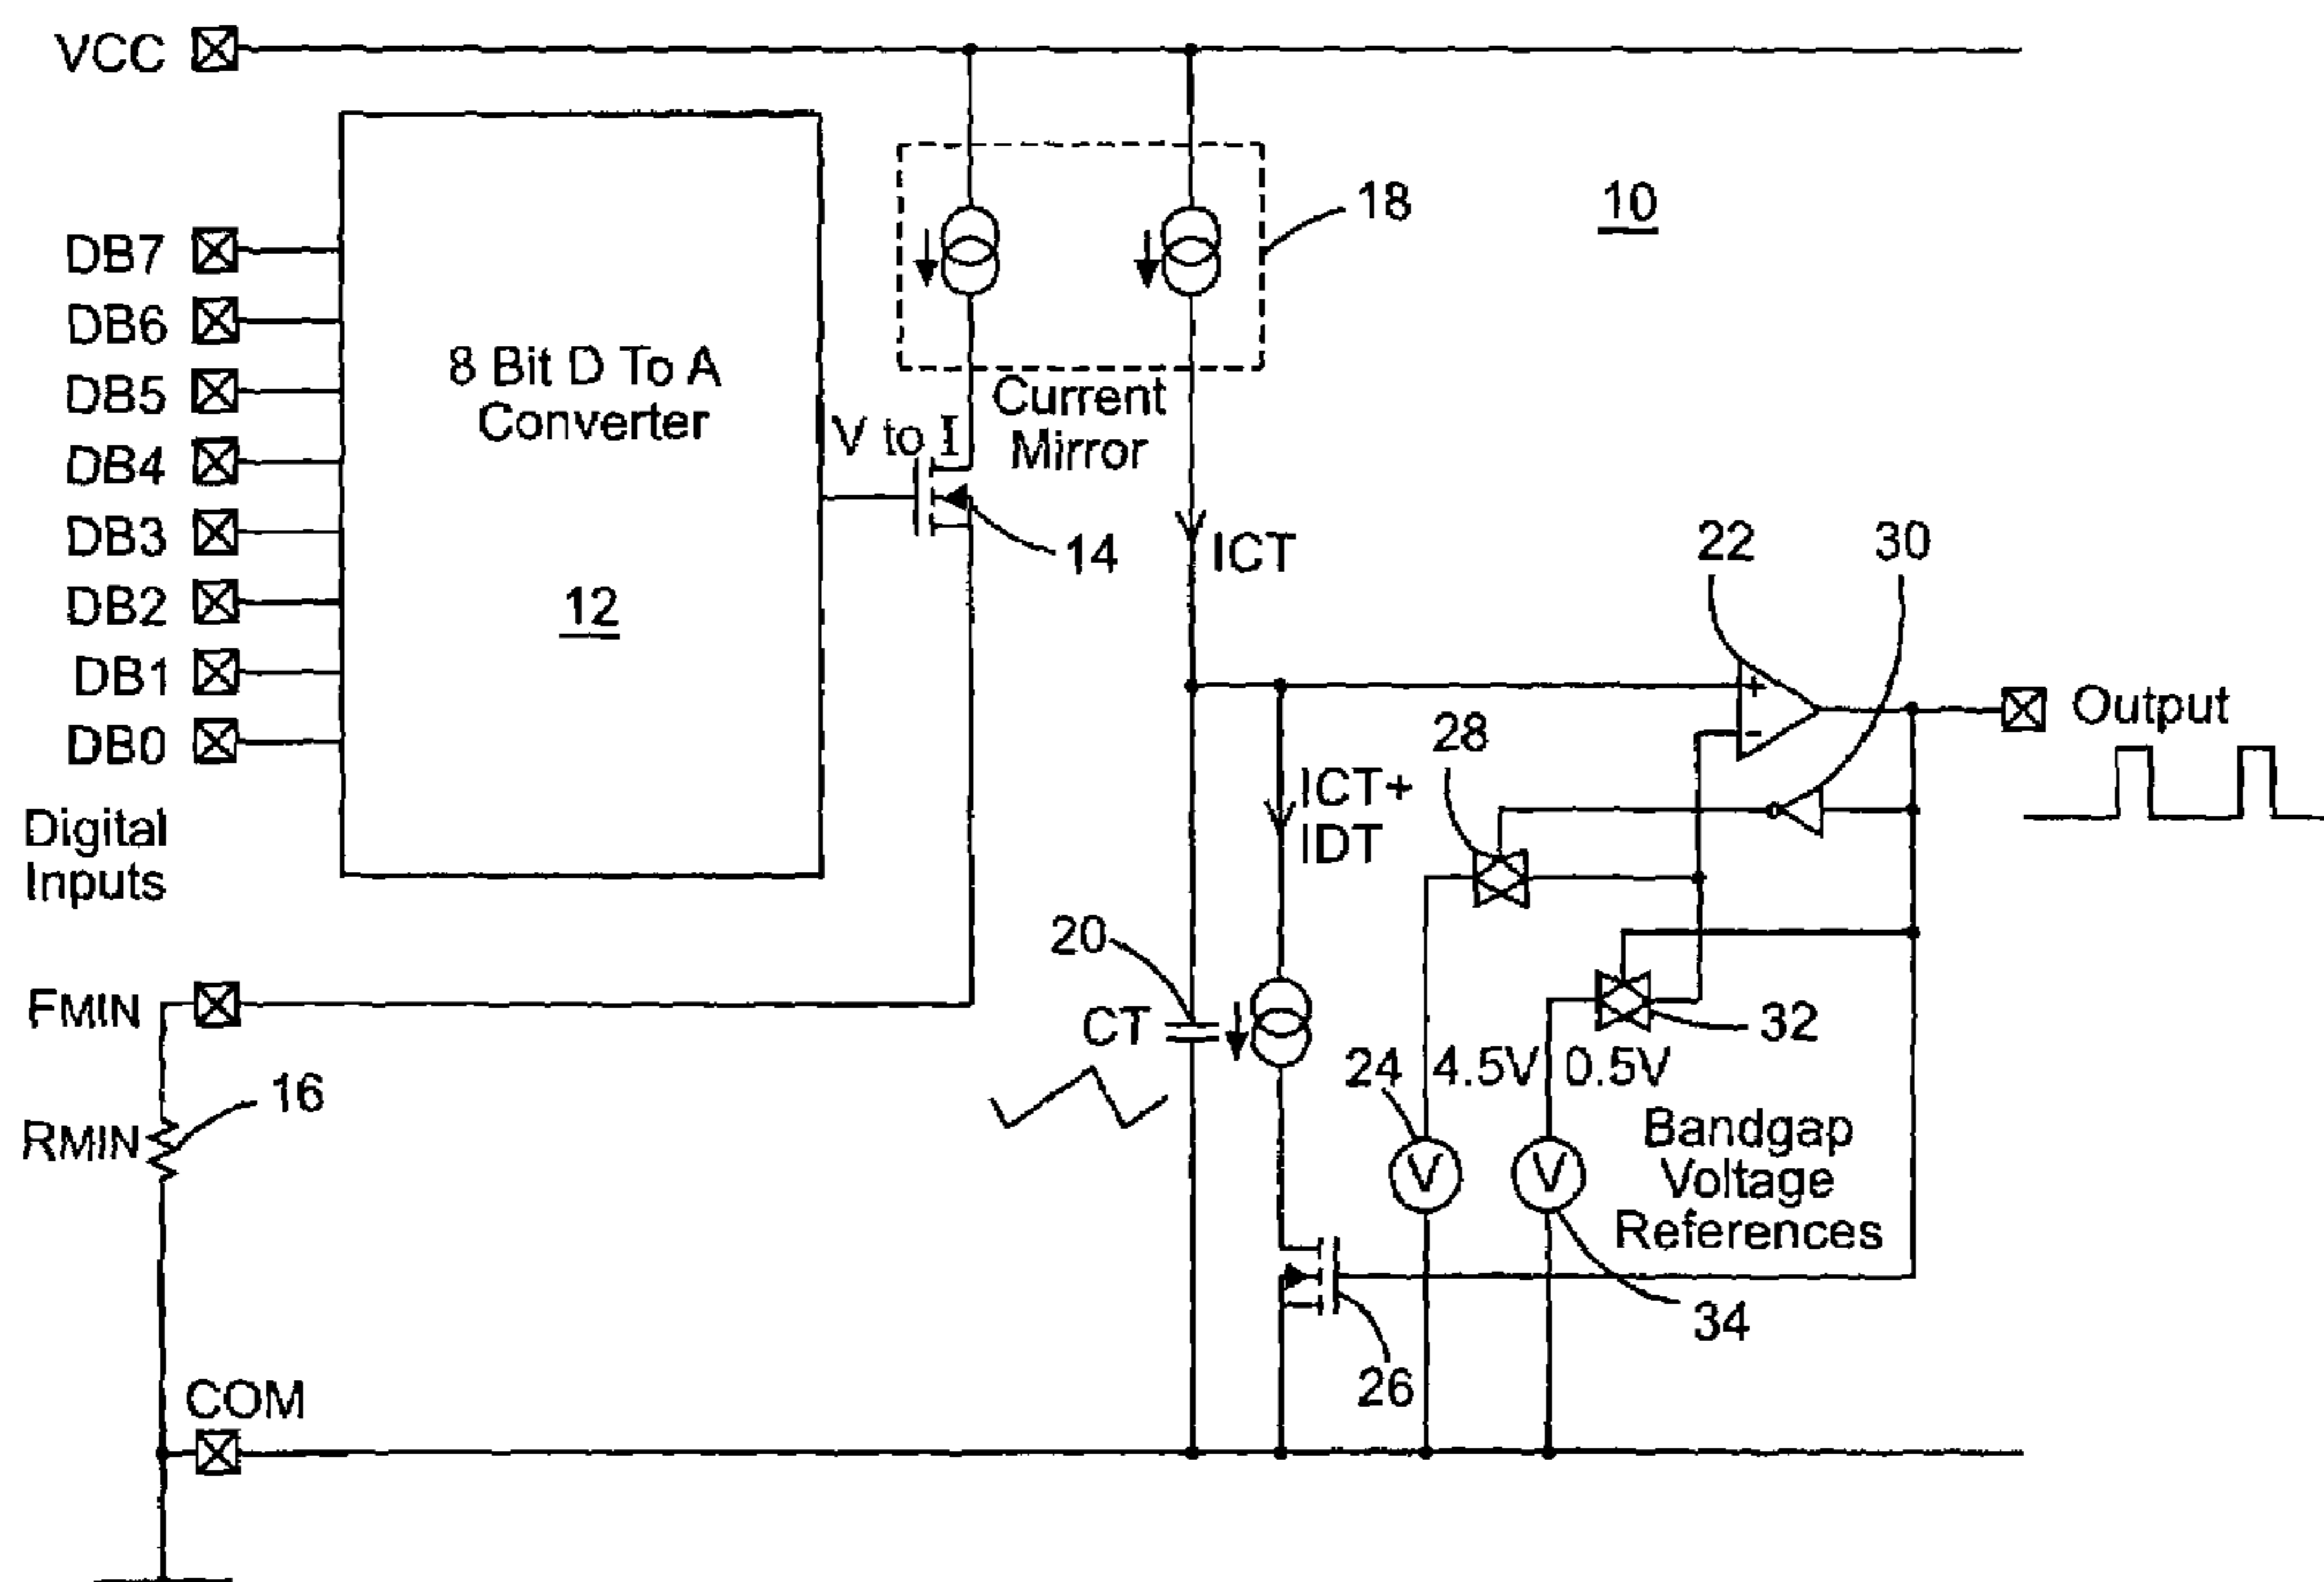 VCC
18
10
DB7
DB6
DB5
DB4
DB3
DB2
DB1
DB0
Digital
Inputs
8 Bit D To A
Converter
12
V to I
Current
Mirror
14
ICT
22
30
+
-
Output
28
ICT+
IDT
20
CT
32
FMIN
24
4.5V
0.5V
16
RMIN
V
V
Bandgap
Voltage
References
34
26
COM